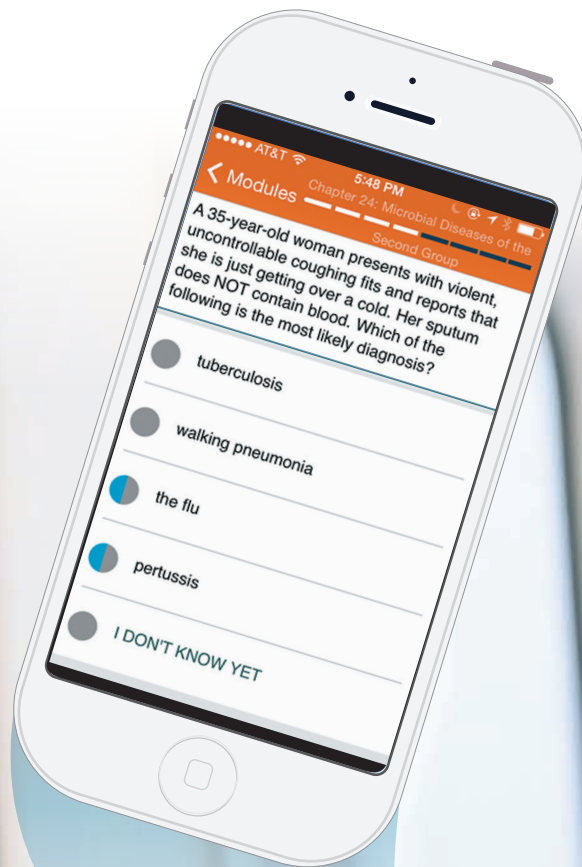 AT&T 5:48 PM
Modules
Chapter 24: Microbial Diseases of the
Second Group
A 35-year-old woman presents with violent,
uncontrollable coughing fits and reports that
she is just getting over a cold. Her sputum
does NOT contain blood. Which of the
following is the most likely diagnosis?
tuberculosis
walking pneumonia
the flu
pertussis
I DON'T KNOW YET